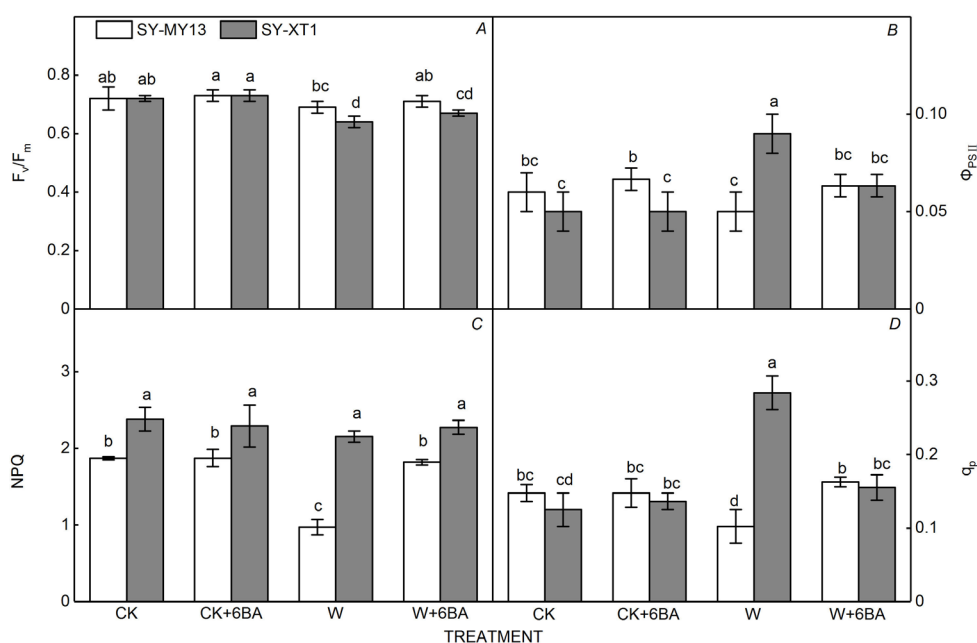 SY-MY13 SY-XT1 A B
0.8
0.6
0.4
0.2
0
Fv/Fm
ab ab a a bc d ab cd
bc c b c c a bc bc
0.10
0.05
0
ΦPSII
C D
3
2
1
0
NPQ
b a b a c a b a
bc cd bc bc d a b bc
0.3
0.2
0.1
0
qp
CK CK+6BA W W+6BA CK CK+6BA W W+6BA
TREATMENT